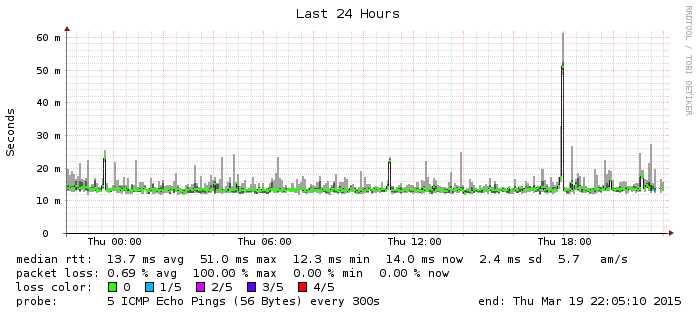 Last 24 Hours
RRDTOOL / TOBI OETIKER
Seconds
60 m
50 m
40 m
30 m
20 m
10 m
0
Thu 00:00 Thu 06:00 Thu 12:00 Thu 18:00
median rtt: 13.7 ms avg 51.0 ms max 12.3 ms min 14.0 ms now 2.4 ms sd 5.7 am/s
packet loss: 0.69 % avg 100.00 % max 0.00 % min 0.00 % now
loss color: 0 1/5 2/5 3/5 4/5
probe: 5 ICMP Echo Pings (56 Bytes) every 300s end: Thu Mar 19 22:05:10 2015